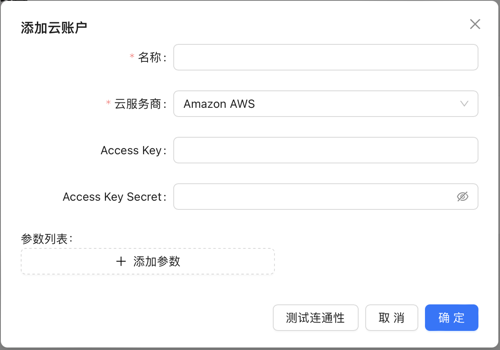 添加云账户
* 名称:
* 云服务商: Amazon AWS
Access Key:
Access Key Secret:
参数列表:
+ 添加参数
测试连通性 取 消 确 定